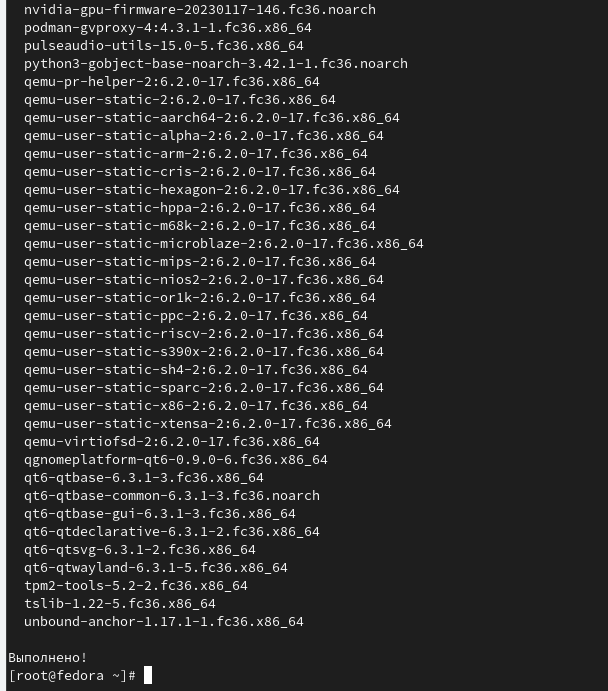 nvidia-gpu-firmware-20230117-146.fc36.noarch
podman-gvproxy-4:4.3.1-1.fc36.x86_64
pulseaudio-utils-15.0-5.fc36.x86_64
python3-gobject-base-noarch-3.42.1-1.fc36.noarch
qemu-pr-helper-2:6.2.0-17.fc36.x86_64
qemu-user-static-2:6.2.0-17.fc36.x86_64
qemu-user-static-aarch64-2:6.2.0-17.fc36.x86_64
qemu-user-static-alpha-2:6.2.0-17.fc36.x86_64
qemu-user-static-arm-2:6.2.0-17.fc36.x86_64
qemu-user-static-cris-2:6.2.0-17.fc36.x86_64
qemu-user-static-hexagon-2:6.2.0-17.fc36.x86_64
qemu-user-static-hppa-2:6.2.0-17.fc36.x86_64
qemu-user-static-m68k-2:6.2.0-17.fc36.x86_64
qemu-user-static-microblaze-2:6.2.0-17.fc36.x86_64
qemu-user-static-mips-2:6.2.0-17.fc36.x86_64
qemu-user-static-nios2-2:6.2.0-17.fc36.x86_64
qemu-user-static-or1k-2:6.2.0-17.fc36.x86_64
qemu-user-static-ppc-2:6.2.0-17.fc36.x86_64
qemu-user-static-riscv-2:6.2.0-17.fc36.x86_64
qemu-user-static-s390x-2:6.2.0-17.fc36.x86_64
qemu-user-static-sh4-2:6.2.0-17.fc36.x86_64
qemu-user-static-sparc-2:6.2.0-17.fc36.x86_64
qemu-user-static-x86-2:6.2.0-17.fc36.x86_64
qemu-user-static-xtensa-2:6.2.0-17.fc36.x86_64
qemu-virtiofsd-2:6.2.0-17.fc36.x86_64
qgnomeplatform-qt6-0.9.0-6.fc36.x86_64
qt6-qtbase-6.3.1-3.fc36.x86_64
qt6-qtbase-common-6.3.1-3.fc36.noarch
qt6-qtbase-gui-6.3.1-3.fc36.x86_64
qt6-qtdeclarative-6.3.1-2.fc36.x86_64
qt6-qtsvg-6.3.1-2.fc36.x86_64
qt6-qtwayland-6.3.1-5.fc36.x86_64
tpm2-tools-5.2-2.fc36.x86_64
tslib-1.22-5.fc36.x86_64
unbound-anchor-1.17.1-1.fc36.x86_64
Выполнено!
[root@fedora ~]#